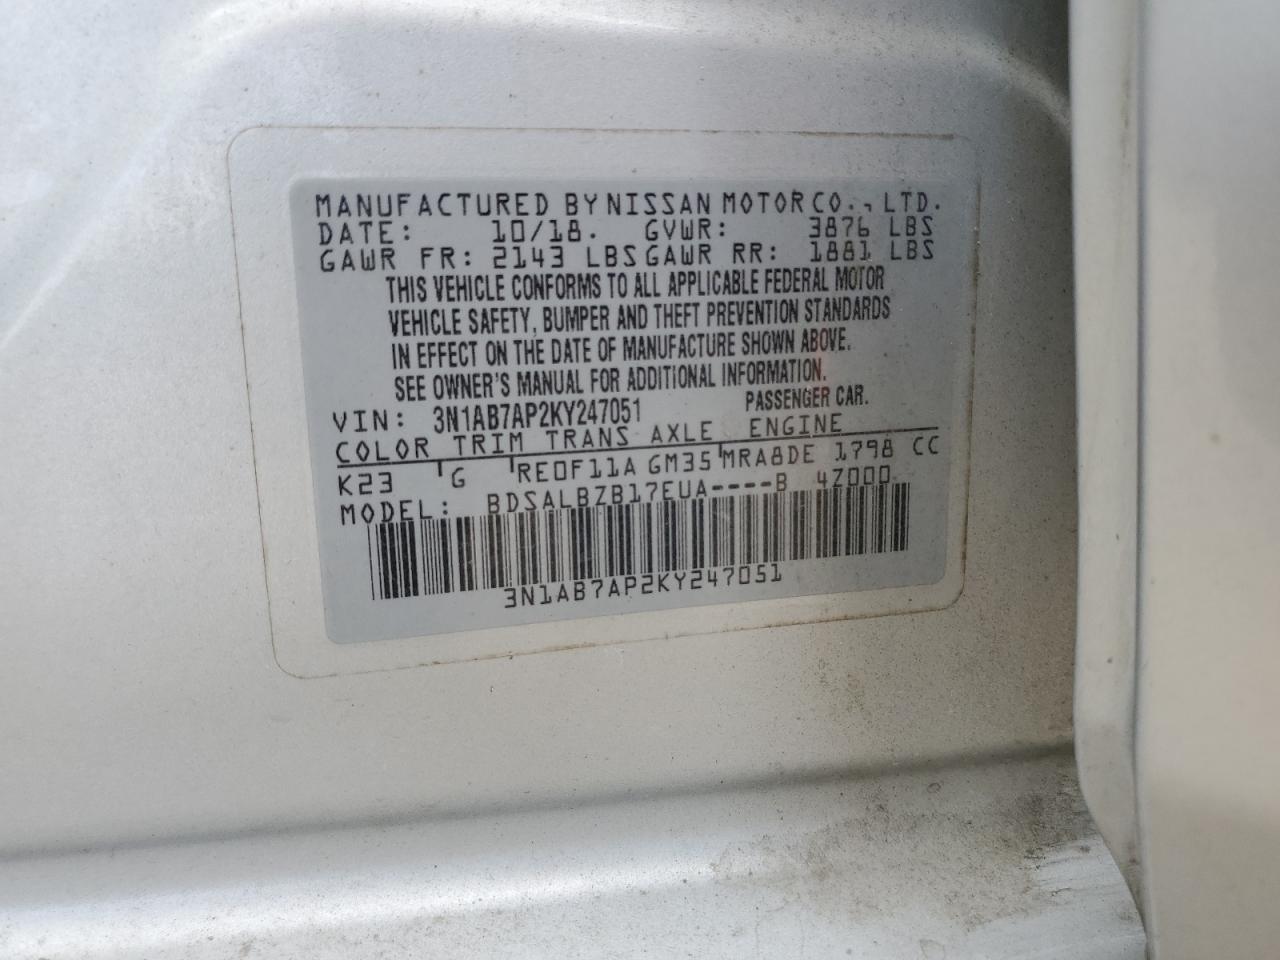 MANUFACTURED BY NISSAN MOTOR CO., LTD.
DATE: 10/18. GVWR: 3876 LBS
GAWR FR: 2143 LBS GAWR RR: 1881 LBS
THIS VEHICLE CONFORMS TO ALL APPLICABLE FEDERAL MOTOR
VEHICLE SAFETY, BUMPER AND THEFT PREVENTION STANDARDS
IN EFFECT ON THE DATE OF MANUFACTURE SHOWN ABOVE.
SEE OWNER'S MANUAL FOR ADDITIONAL INFORMATION.
VIN: 3N1AB7AP2KY247051 PASSENGER CAR.
COLOR TRIM TRANS AXLE ENGINE
K23 G RE0F11A GM35 MRA8DE 1798 CC
MODEL: BDSALBZB17EUA----B 4Z000
3N1AB7AP2KY247051